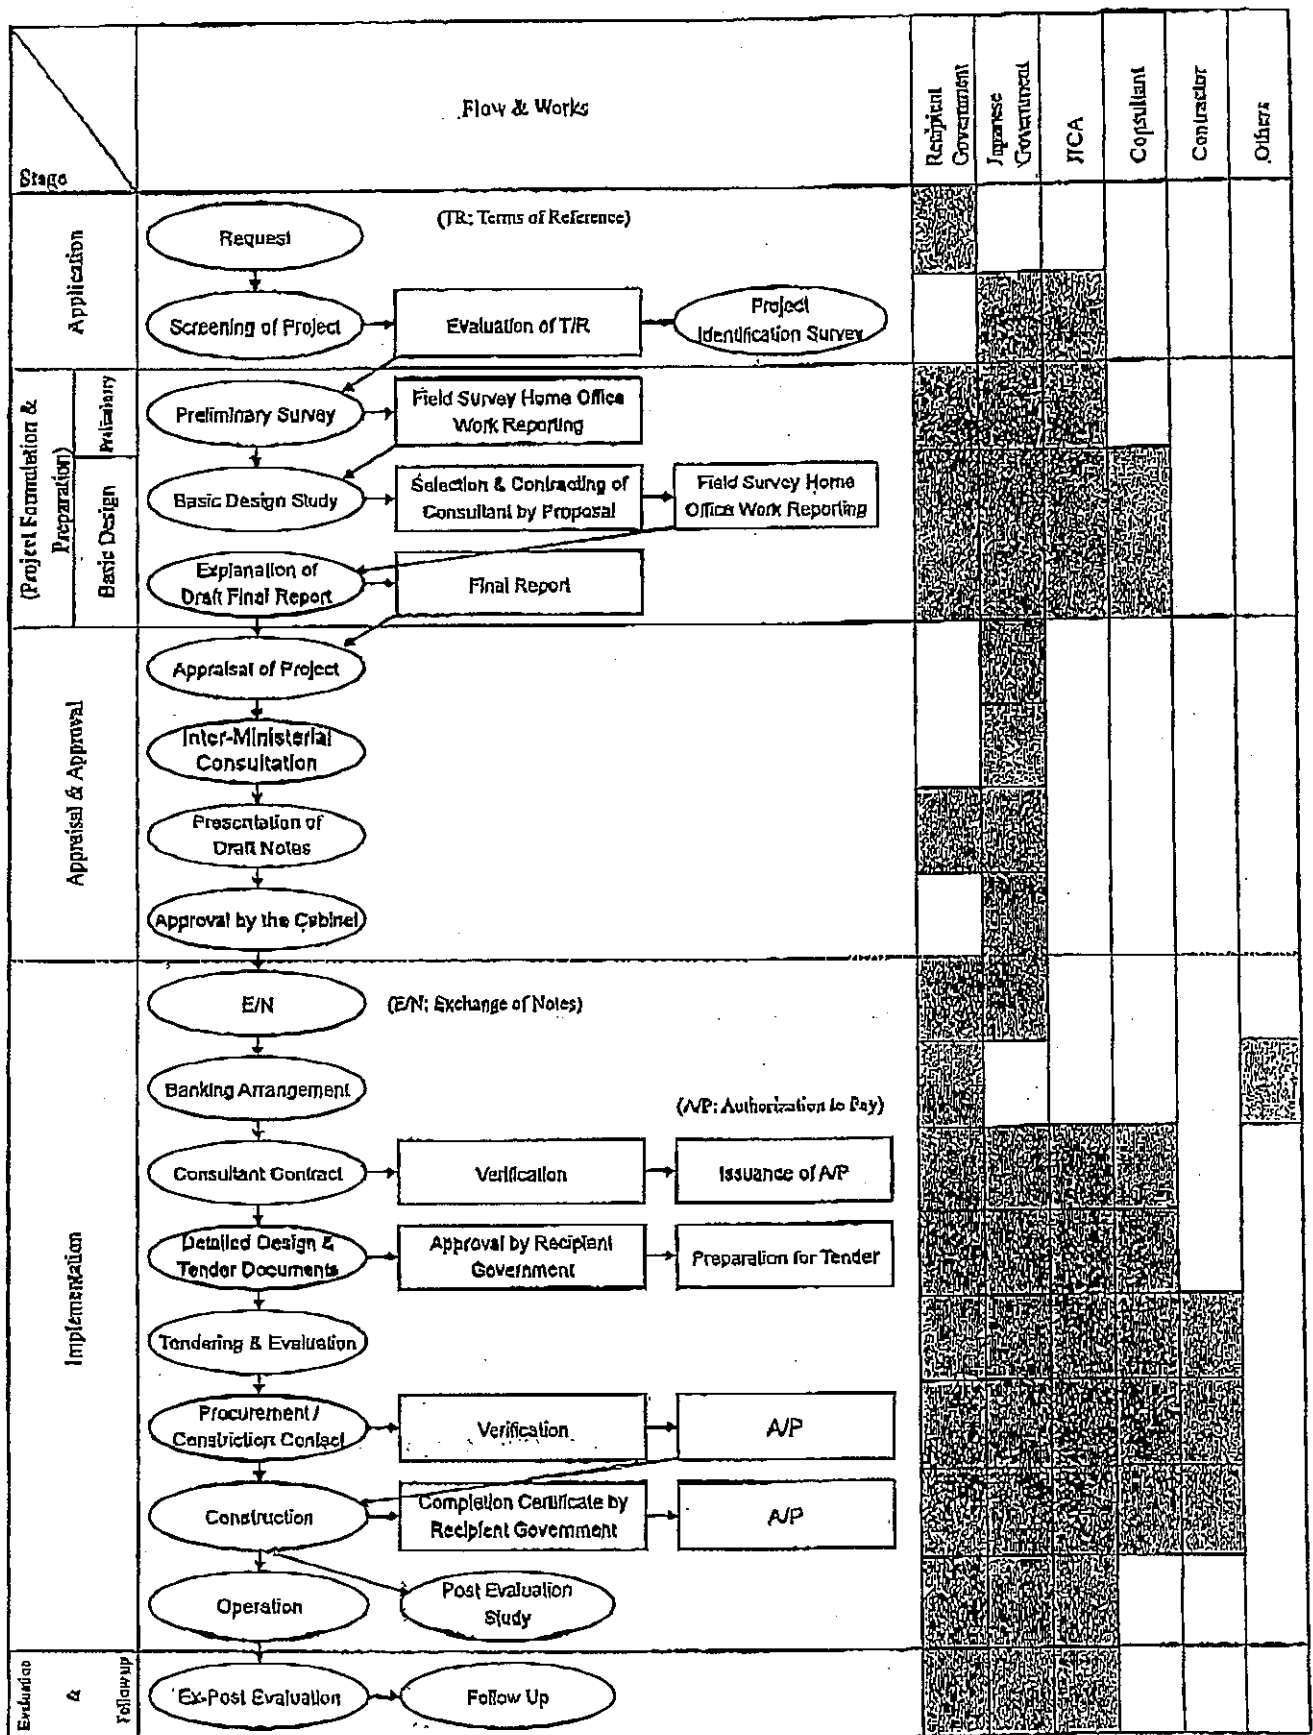 Stage
Flow & Works
Recipient
Government
Japanese
Government
JICA
Consultant
Contractor
Others
Application
(TR: Terms of Reference)
Request
Screening of Project
Evaluation of T/R
Project
Identification Survey
(Project Formulation &
Preparation)
Preliminary
Preliminary Survey
Field Survey Home Office
Work Reporting
Basic Design
Basic Design Study
Selection & Contracting of
Consultant by Proposal
Field Survey Home
Office Work Reporting
Explanation of
Draft Final Report
Final Report
Appraisal & Approval
Appraisal of Project
Inter-Ministerial
Consultation
Presentation of
Draft Notes
Approval by the Cabinet
Implementation
E/N
(E/N: Exchange of Notes)
Banking Arrangement
(A/P: Authorization to Pay)
Consultant Contract
Verification
Issuance of A/P
Detailed Design &
Tender Documents
Approval by Recipient
Government
Preparation for Tender
Tendering & Evaluation
Procurement /
Constriction Contact
Verification
A/P
Construction
Completion Certificate by
Recipient Government
A/P
Operation
Post Evaluation
Study
Evaluation
&
Follow up
Ex-Post Evaluation
Follow Up